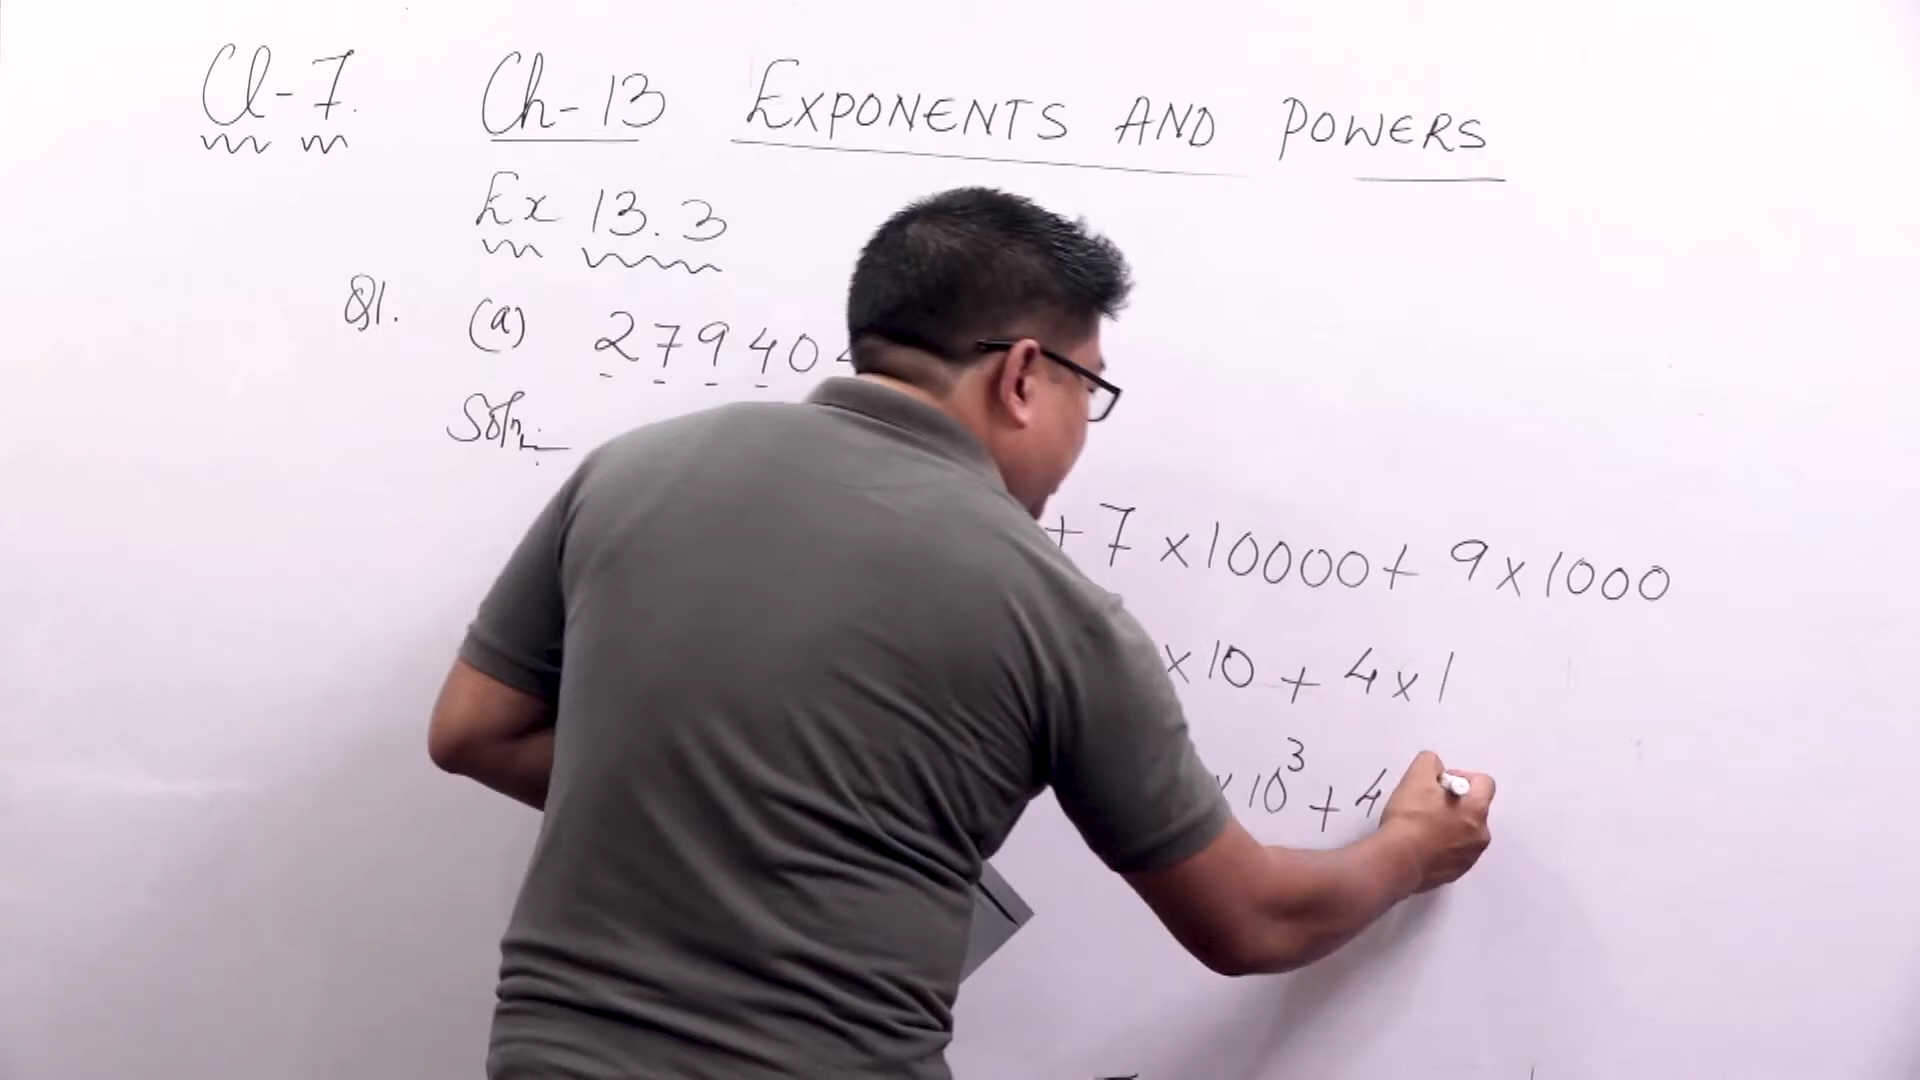 Cl-7. Ch-13 EXPONENTS AND POWERS
Ex 13.3
Q1. (a) 27940
Soln:
+ 7 × 10000 + 9 × 1000
× 10 + 4 × 1
× 10³ + 4